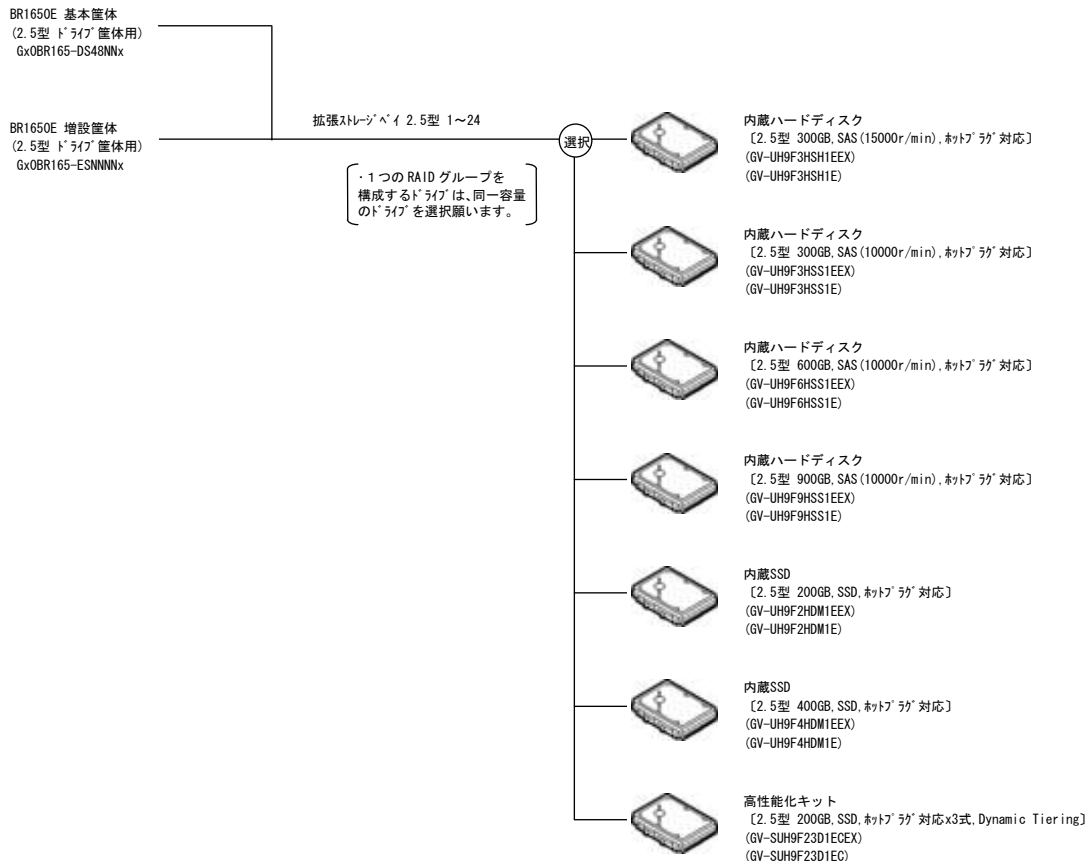 BR1650E 基本筐体
(2.5型 ﾄﾞﾗｲﾌﾞ筐体用)
GxOBR165-DS48NNx
BR1650E 増設筐体
(2.5型 ﾄﾞﾗｲﾌﾞ筐体用)
GxOBR165-ESNNNNx
拡張ｽﾄﾚｰｼﾞﾍﾞｲ 2.5型 1～24
・１つの RAID グループを
構成するﾄﾞﾗｲﾌﾞは、同一容量
のﾄﾞﾗｲﾌﾞを選択願います。
選択
内蔵ハードディスク
〔2.5型 300GB,SAS(15000r/min),ﾎｯﾄﾌﾟﾗｸﾞ対応〕
(GV-UH9F3HSH1EEX)
(GV-UH9F3HSH1E)
内蔵ハードディスク
〔2.5型 300GB,SAS(10000r/min),ﾎｯﾄﾌﾟﾗｸﾞ対応〕
(GV-UH9F3HSS1EEX)
(GV-UH9F3HSS1E)
内蔵ハードディスク
〔2.5型 600GB,SAS(10000r/min),ﾎｯﾄﾌﾟﾗｸﾞ対応〕
(GV-UH9F6HSS1EEX)
(GV-UH9F6HSS1E)
内蔵ハードディスク
〔2.5型 900GB,SAS(10000r/min),ﾎｯﾄﾌﾟﾗｸﾞ対応〕
(GV-UH9F9HSS1EEX)
(GV-UH9F9HSS1E)
内蔵SSD
〔2.5型 200GB,SSD,ﾎｯﾄﾌﾟﾗｸﾞ対応〕
(GV-UH9F2HDM1EEX)
(GV-UH9F2HDM1E)
内蔵SSD
〔2.5型 400GB,SSD,ﾎｯﾄﾌﾟﾗｸﾞ対応〕
(GV-UH9F4HDM1EEX)
(GV-UH9F4HDM1E)
高性能化キット
〔2.5型 200GB,SSD,ﾎｯﾄﾌﾟﾗｸﾞ対応x3式,Dynamic Tiering〕
(GV-SUH9F23D1ECEX)
(GV-SUH9F23D1EC)